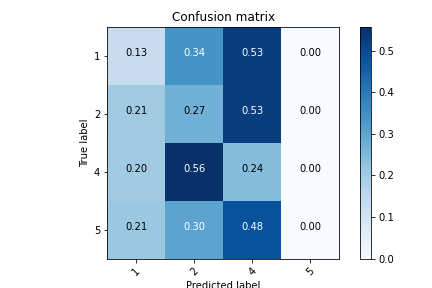 Confusion matrix
1 0.13 0.34 0.53 0.00
2 0.21 0.27 0.53 0.00
4 0.20 0.56 0.24 0.00
5 0.21 0.30 0.48 0.00
True label
1 2 4 5
Predicted label
0.5
0.4
0.3
0.2
0.1
0.0